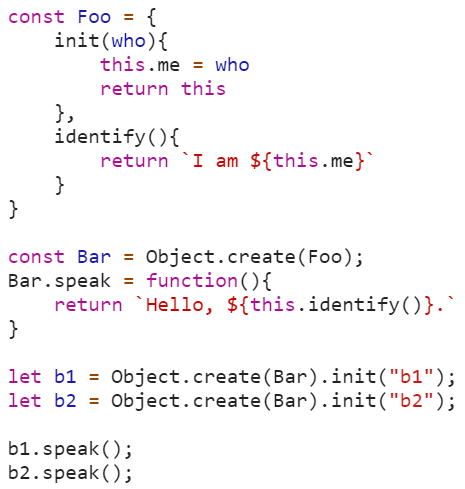 const Foo = {
    init(who){
        this.me = who
        return this
    },
    identify(){
        return `I am ${this.me}`
    }
}

const Bar = Object.create(Foo);
Bar.speak = function(){
    return `Hello, ${this.identify()}.`
}

let b1 = Object.create(Bar).init("b1");
let b2 = Object.create(Bar).init("b2");

b1.speak();
b2.speak();